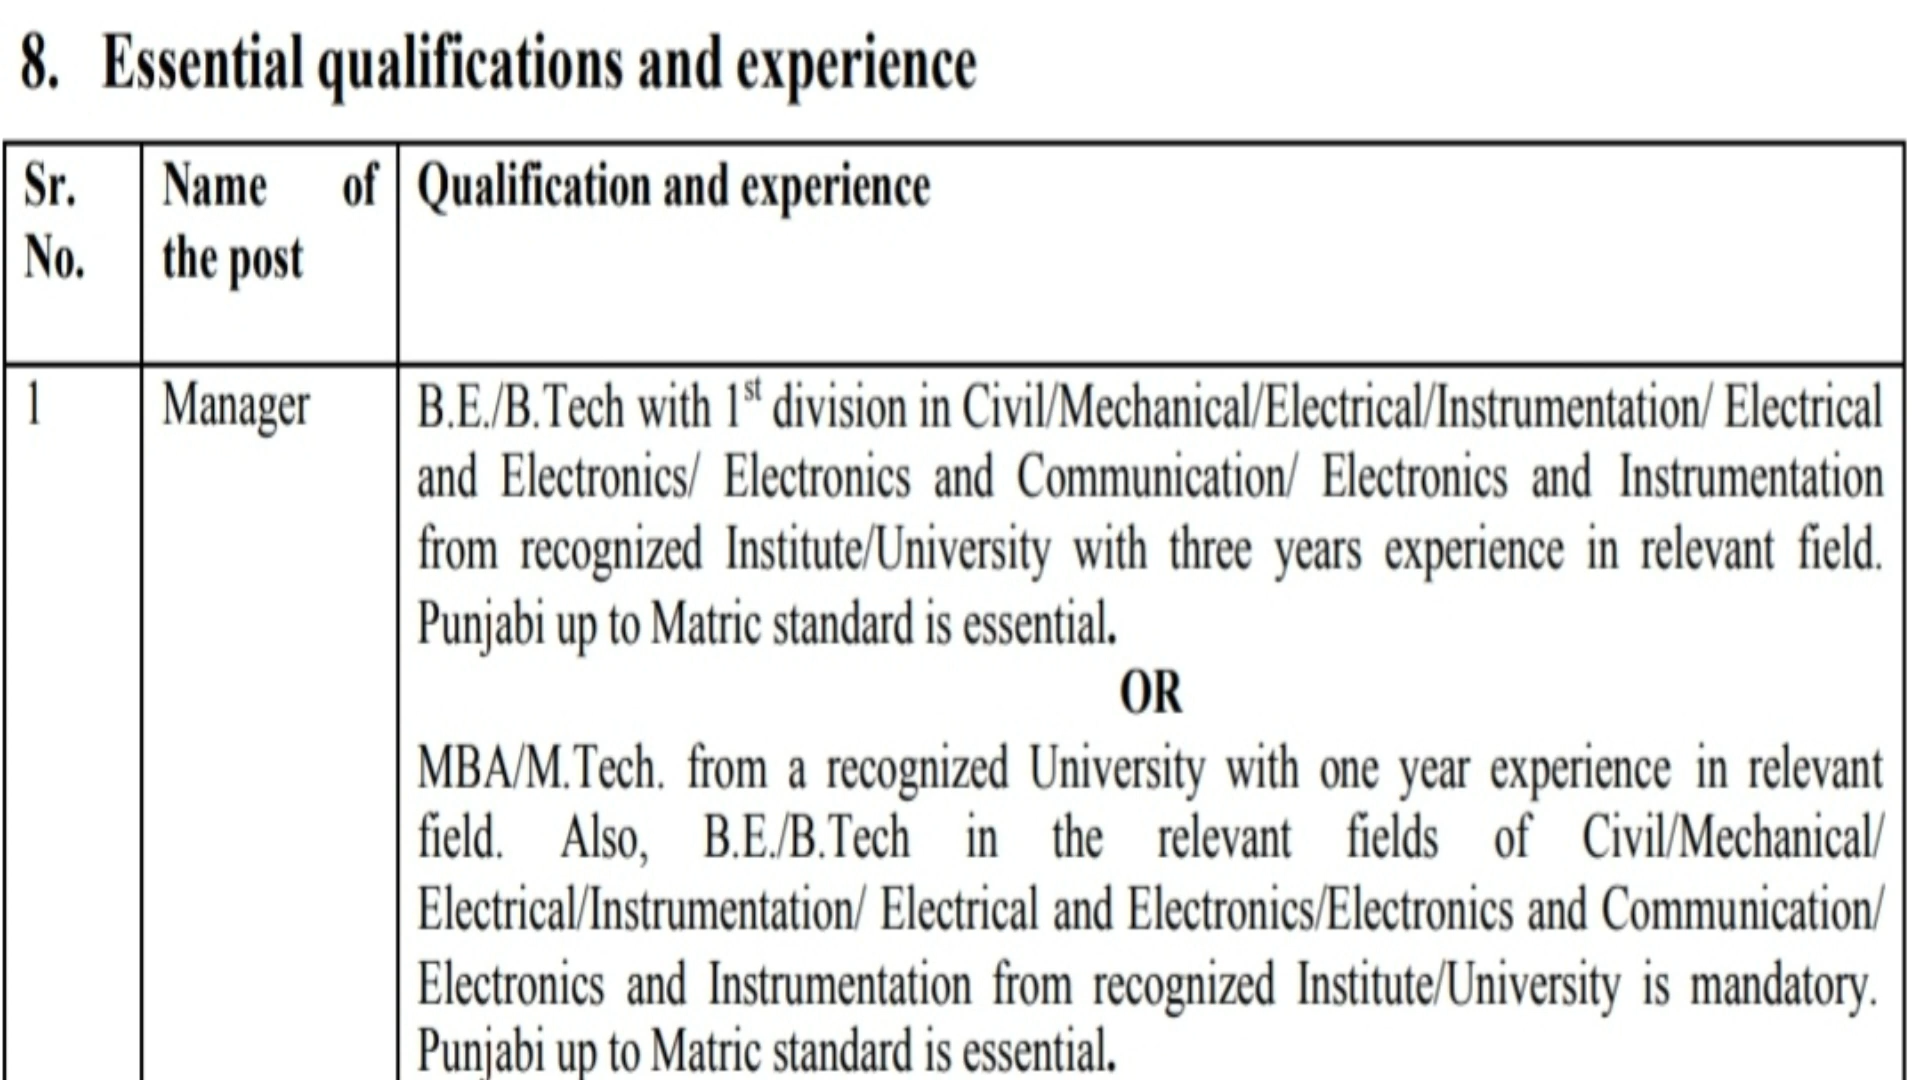 8. Essential qualifications and experience
Sr. No.
Name of the post
Qualification and experience
1
Manager
B.E./B.Tech with 1st division in Civil/Mechanical/Electrical/Instrumentation/ Electrical
and Electronics/ Electronics and Communication/ Electronics and Instrumentation
from recognized Institute/University with three years experience in relevant field.
Punjabi up to Matric standard is essential.
OR
MBA/M.Tech. from a recognized University with one year experience in relevant
field. Also, B.E./B.Tech in the relevant fields of Civil/Mechanical/
Electrical/Instrumentation/ Electrical and Electronics/Electronics and Communication/
Electronics and Instrumentation from recognized Institute/University is mandatory.
Punjabi up to Matric standard is essential.